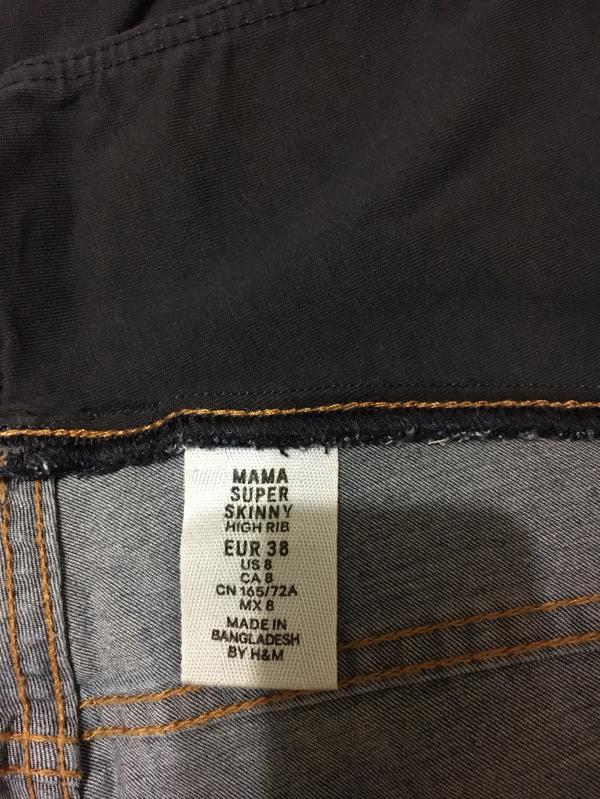 MAMA
SUPER
SKINNY
HIGH RIB
EUR 38
US 8
CA 8
CN 165/72A
MX 8
MADE IN
BANGLADESH
BY H&M